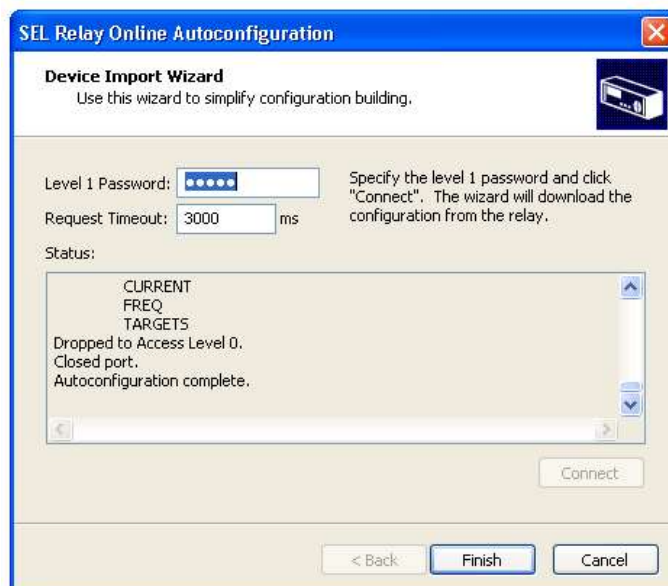 SEL Relay Online Autoconfiguration
Device Import Wizard
Use this wizard to simplify configuration building.
Level 1 Password: ●●●●●
Specify the level 1 password and click
"Connect". The wizard will download the
configuration from the relay.
Request Timeout: 3000 ms
Status:
CURRENT
FREQ
TARGETS
Dropped to Access Level 0.
Closed port.
Autoconfiguration complete.
Connect
< Back Finish Cancel